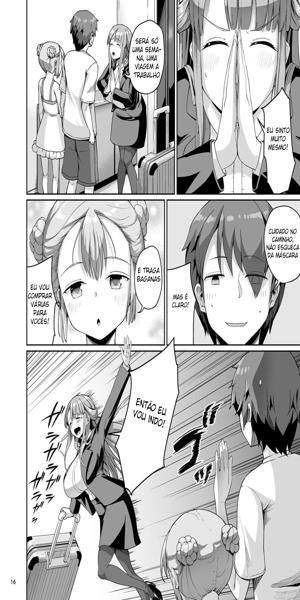 EU SINTO
MUITO
MESMO!
SERÁ SÓ
UMA SEMA-
NA, UMA
VIAGEM A
TRABALHO
CUIDADO NO
CAMINHO,
NÃO ESQUEÇA
DA MÁSCARA
MAS É
CLARO!
E TRAGA
BAGANAS
EU VOU
COMPRAR
VÁRIAS
PARA
VOCÊS!
ENTÃO EU
VOU INDO!
16